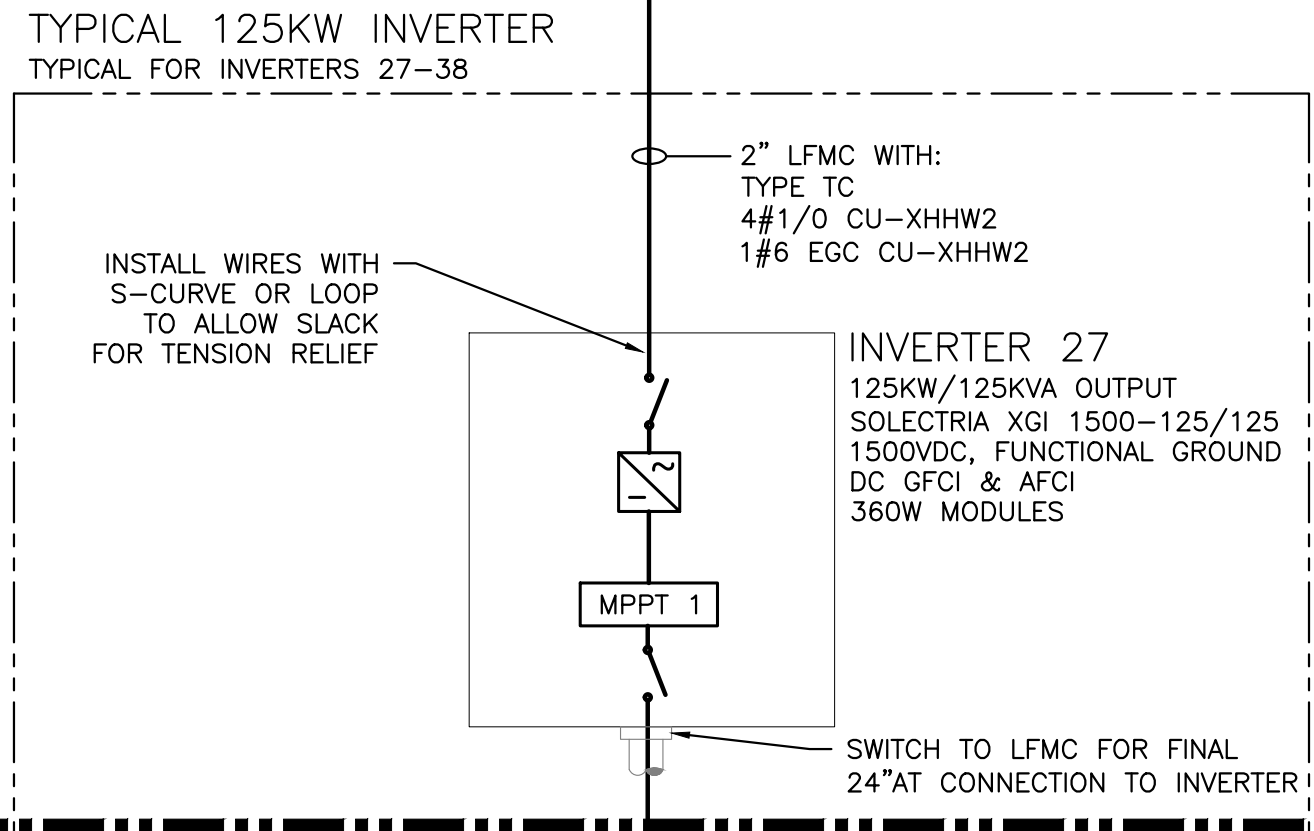 TYPICAL 125KW INVERTER
TYPICAL FOR INVERTERS 27-38
2" LFMC WITH:
TYPE TC
4#1/0 CU-XHHW2
1#6 EGC CU-XHHW2
INSTALL WIRES WITH
S-CURVE OR LOOP
TO ALLOW SLACK
FOR TENSION RELIEF
INVERTER 27
125KW/125KVA OUTPUT
SOLECTRIA XGI 1500-125/125
1500VDC, FUNCTIONAL GROUND
DC GFCI & AFCI
360W MODULES
MPPT 1
SWITCH TO LFMC FOR FINAL
24"AT CONNECTION TO INVERTER